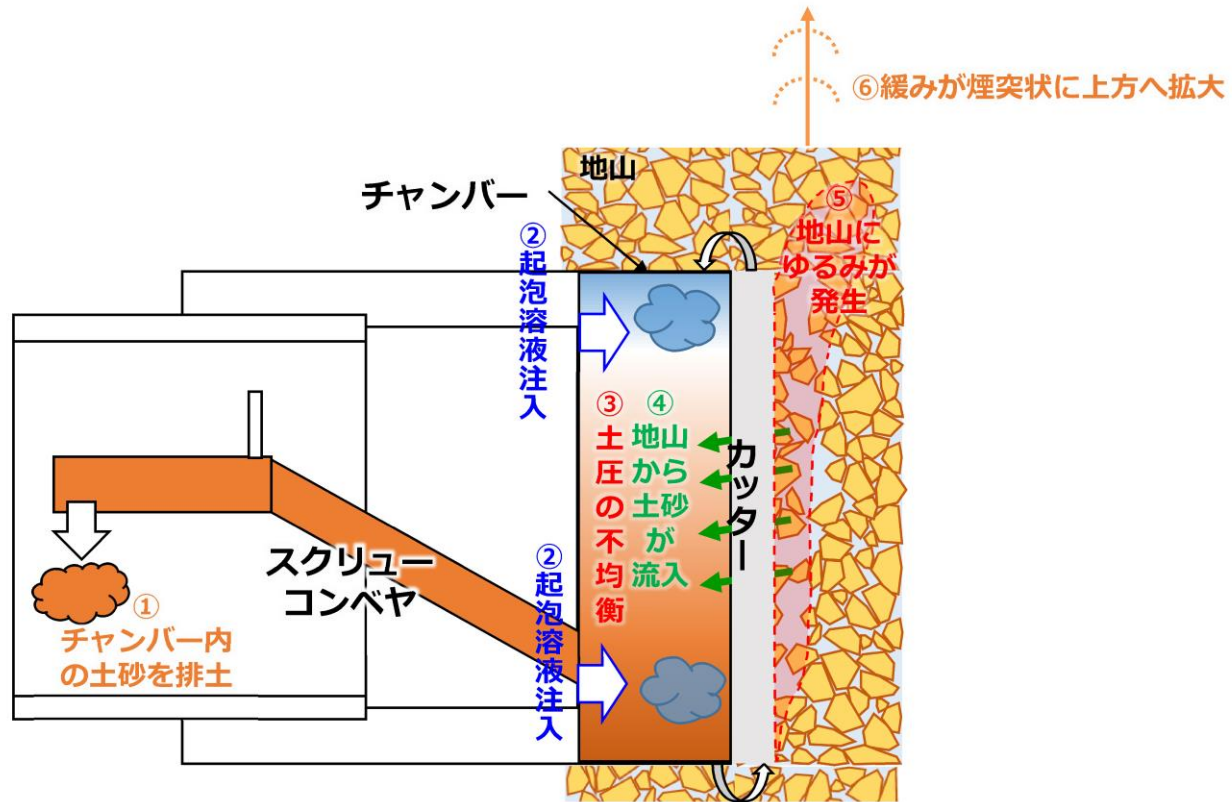 ⑥緩みが煙突状に上方へ拡大
地山
チャンバー
⑤
地山に
ゆるみが
発生
②起泡溶液注入
③土圧の不均衡
④
地山
から
土砂
が
流入
カッター
スクリュー
コンベヤ
②起泡溶液注入
①
チャンバー内
の土砂を排土